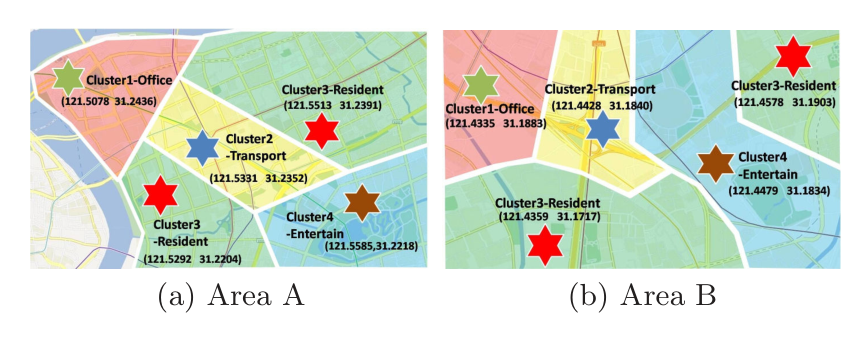 Cluster1-Office
(121.5078 31.2436)
Cluster3-Resident
(121.5513 31.2391)
Cluster2
-Transport
(121.5331 31.2352)
Cluster3
-Resident
(121.5292 31.2204)
Cluster4
-Entertain
(121.5585,31.2218)
(a) Area A
Cluster1-Office
(121.4335 31.1883)
Cluster2-Transport
(121.4428 31.1840)
Cluster3-Resident
(121.4578 31.1903)
Cluster4
-Entertain
(121.4479 31.1834)
Cluster3-Resident
(121.4359 31.1717)
(b) Area B